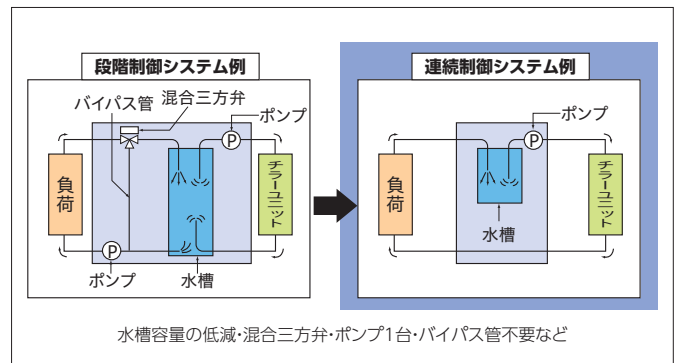 段階制御システム例
バイパス管
混合三方弁
ポンプ
P
負荷
チラーユニット
P
ポンプ
水槽
連続制御システム例
ポンプ
P
負荷
チラーユニット
水槽
水槽容量の低減・混合三方弁・ポンプ1台・バイパス管不要など